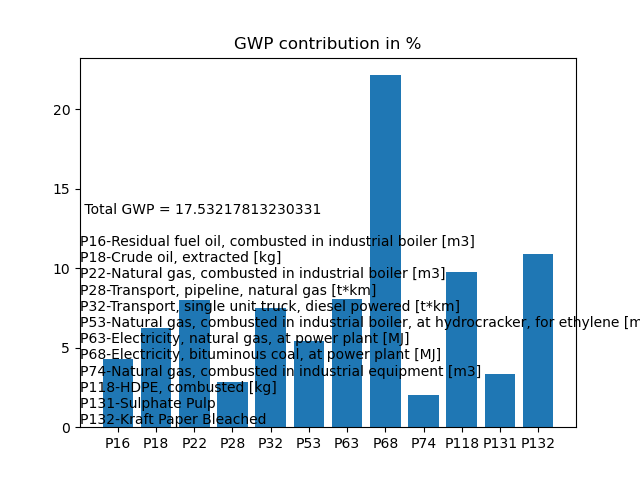 GWP contribution in %
20
15
Total GWP = 17.53217813230331
P16-Residual fuel oil, combusted in industrial boiler [m3]
P18-Crude oil, extracted [kg]
10
P22-Natural gas, combusted in industrial boiler [m3]
P28-Transport, pipeline, natural gas [t*km]
P32-Transport, single unit truck, diesel powered [t*km]
P53-Natural gas, combusted in industrial boiler, at hydrocracker, for ethylene [m
P63-Electricity, natural gas, at power plant [MJ]
5
P68-Electricity, bituminous coal, at power plant [MJ]
P74-Natural gas, combusted in industrial equipment [m3]
P118-HDPE, combusted [kg]
P131-Sulphate Pulp
P132-Kraft Paper Bleached
0
P16 P18 P22 P28 P32 P53 P63 P68 P74 P118 P131 P132